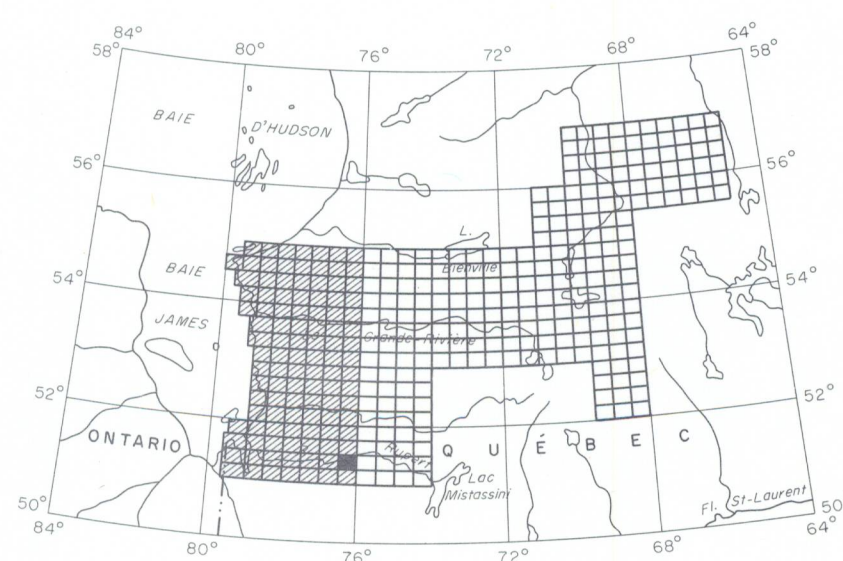 84°
58°
80°
76°
72°
68°
64°
58°
BAIE
D'HUDSON
56°
56°
L.
Bienville
BAIE
54°
54°
JAMES
Grande-Rivière
52°
52°
ONTARIO
Rupert
QUÉBEC
Lac
Mistassini
Fl. St-Laurent
50°
84°
80°
76°
72°
68°
50
64°